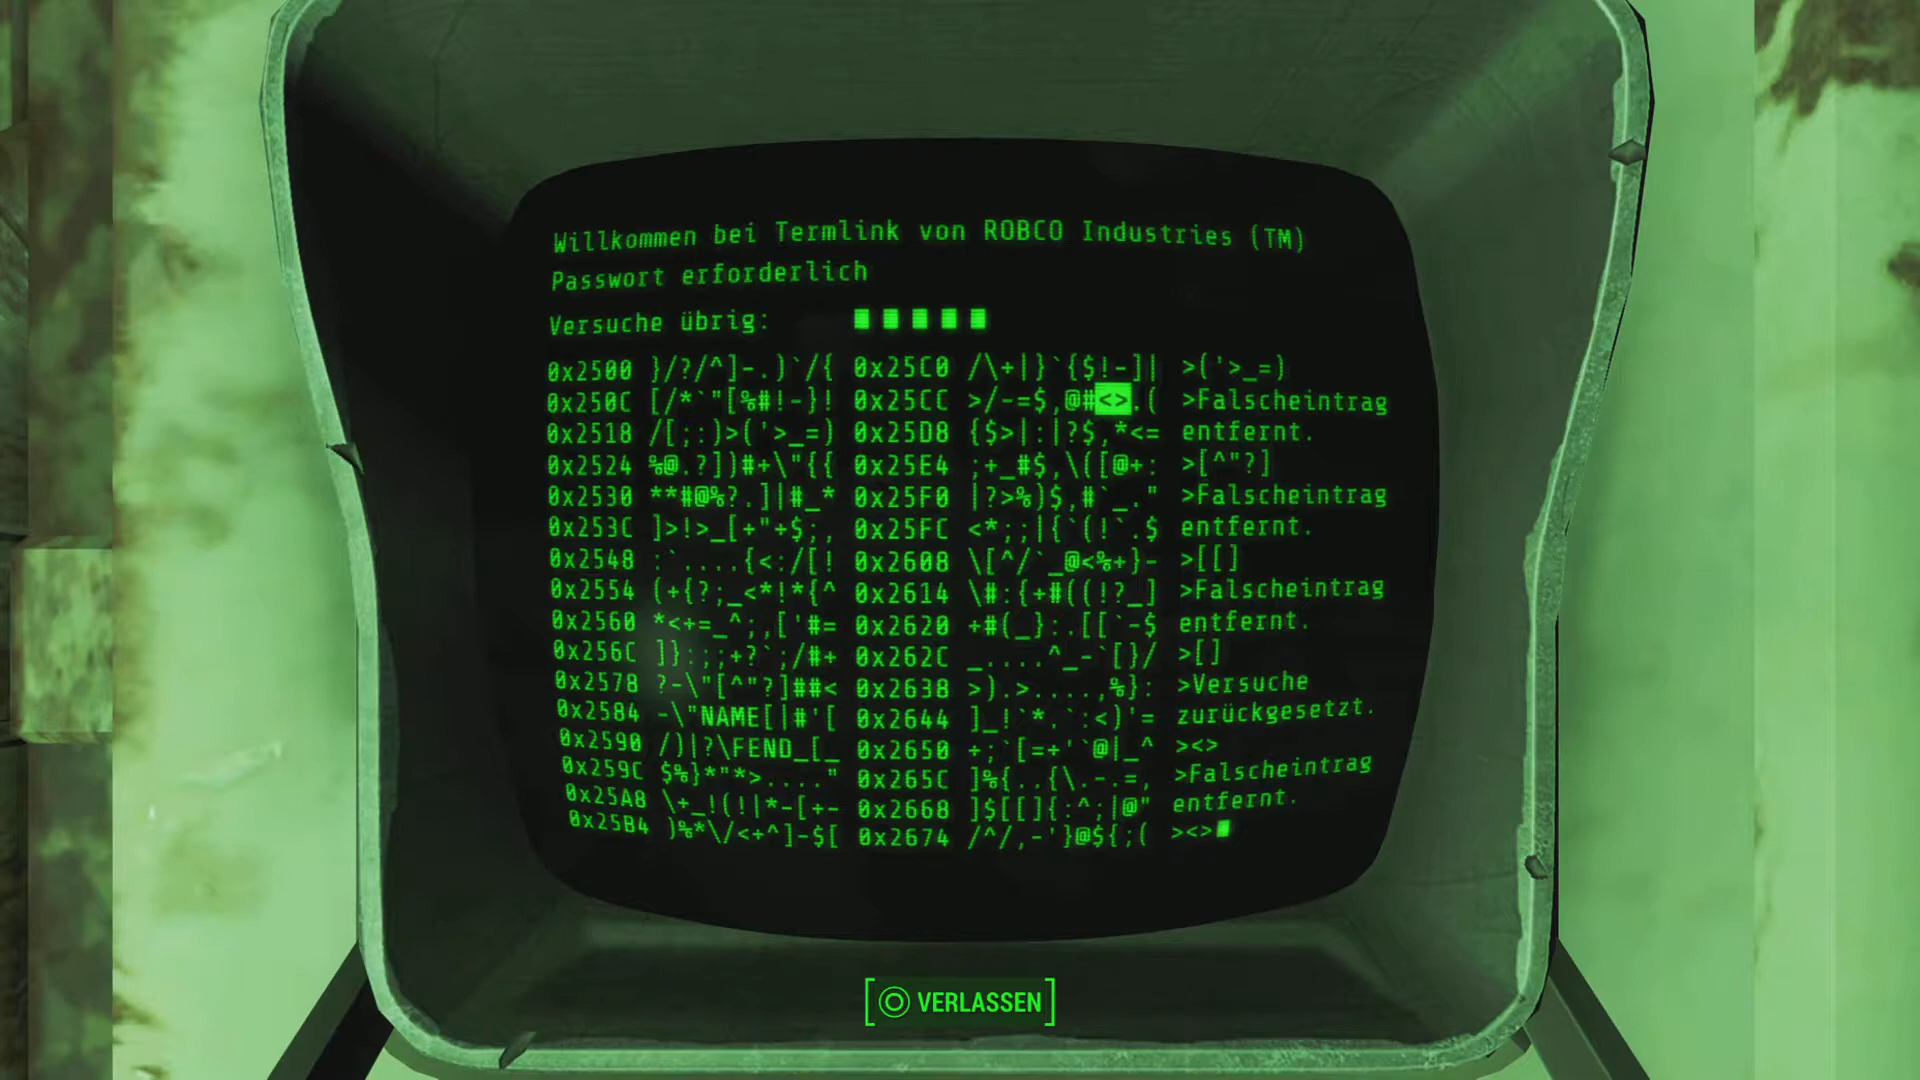 Willkommen bei Termlink von ROBCO Industries (TM)
Passwort erforderlich
Versuche übrig: ■ ■ ■ ■ ■
0x2500 }/?/^]-.)`/{ 0x25C0 /\+|}`{$!-]| >('>_=)
0x250C [/*`"[%#!-}! 0x25CC >/-=$,@#<>.( >Falscheintrag
0x2518 /[;:)>('>_=) 0x25D8 {$>|:|?$,*<= entfernt.
0x2524 %@.?])#+\"{{ 0x25E4 ;+_#$,\([@+: >[^"?]
0x2530 **#@%?.]|#_* 0x25F0 |?>%)$,#`_." >Falscheintrag
0x253C ]>!>_[+"+$;, 0x25FC <*;;|{`(!`.$ entfernt.
0x2548 :`....{<:/[! 0x2608 \[^/`_@<%+}- >[[]
0x2554 (+{?;_<*!*{^ 0x2614 \#:{+#((!?_] >Falscheintrag
0x2560 *<+=_^;,['#= 0x2620 +#(_}:.[[`-$ entfernt.
0x256C ]}:;;+?`;/#+ 0x262C _....^_-`[}/ >[]
0x2578 ?-\"[^"?]##< 0x2638 >).>....,%}: >Versuche
0x2584 -\"NAME[|#'[ 0x2644 ]_!`*.`:<)'= zurückgesetzt.
0x2590 /)|?\FEND_[_ 0x2650 +;`[=+'`@|_^ ><>
0x259C $%}*"*>...." 0x265C ]%{..{\.-.=, >Falscheintrag
0x25A8 \+_!(!|*-[+- 0x2668 ]$[[]{:^;|@" entfernt.
0x25B4 )%*\/<+^]-$[ 0x2674 /^/,-'}@${;( ><>■
[◎ VERLASSEN]